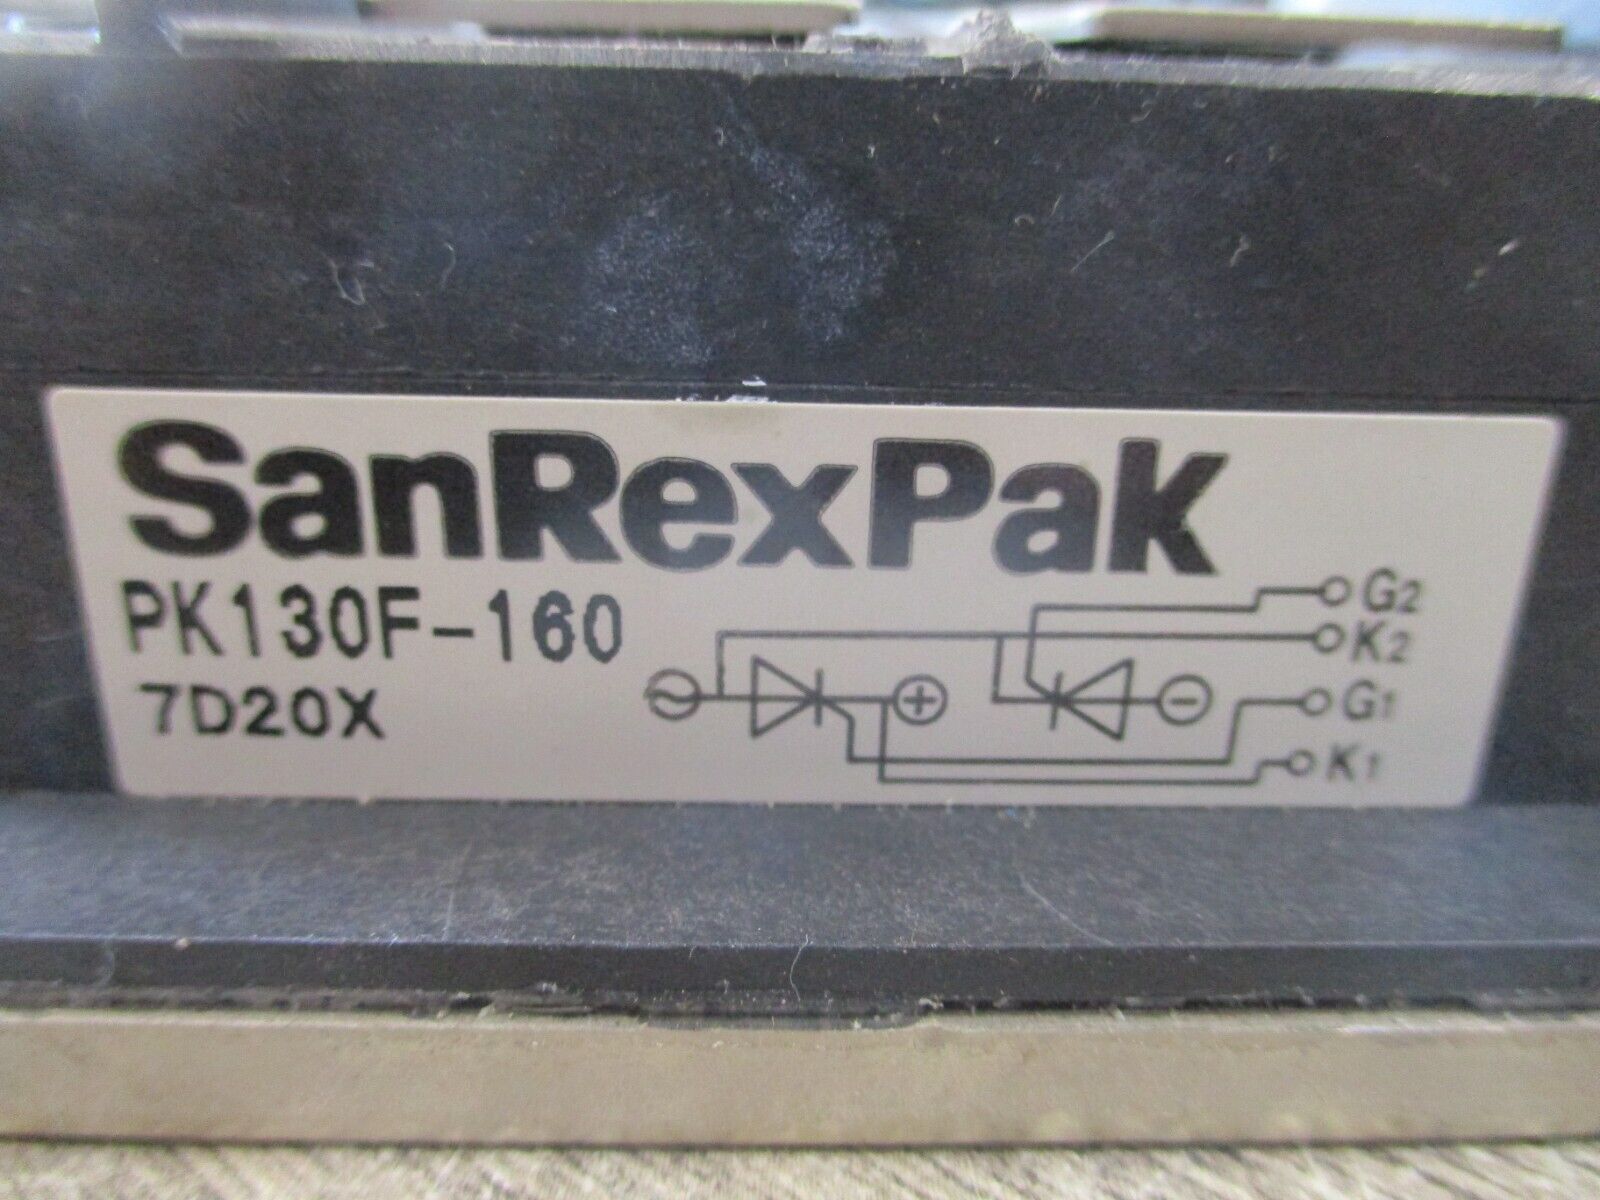 SanRexPak
PK130F-160
7D20X
G2
K2
G1
K1